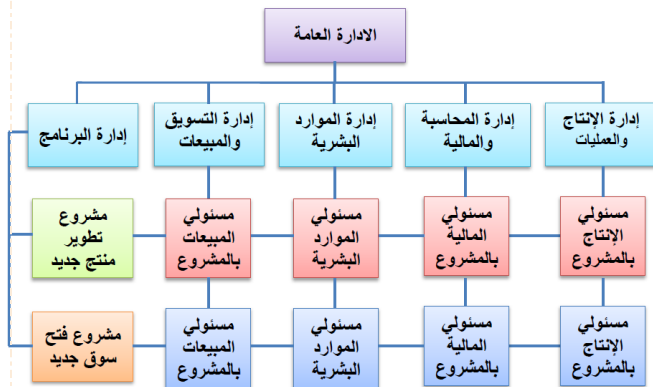 الادارة العامة
إدارة الإنتاج
والعمليات
إدارة المحاسبة
والمالية
إدارة الموارد
البشرية
إدارة التسويق
والمبيعات
إدارة البرنامج
مسئولي
الإنتاج
بالمشروع
مسئولي
المالية
بالمشروع
مسئولي
الموارد
البشرية
مسئولي
المبيعات
بالمشروع
مشروع
تطوير
منتج جديد
مسئولي
الإنتاج
بالمشروع
مسئولي
المالية
بالمشروع
مسئولي
الموارد
البشرية
مسئولي
المبيعات
بالمشروع
مشروع فتح
سوق جديد